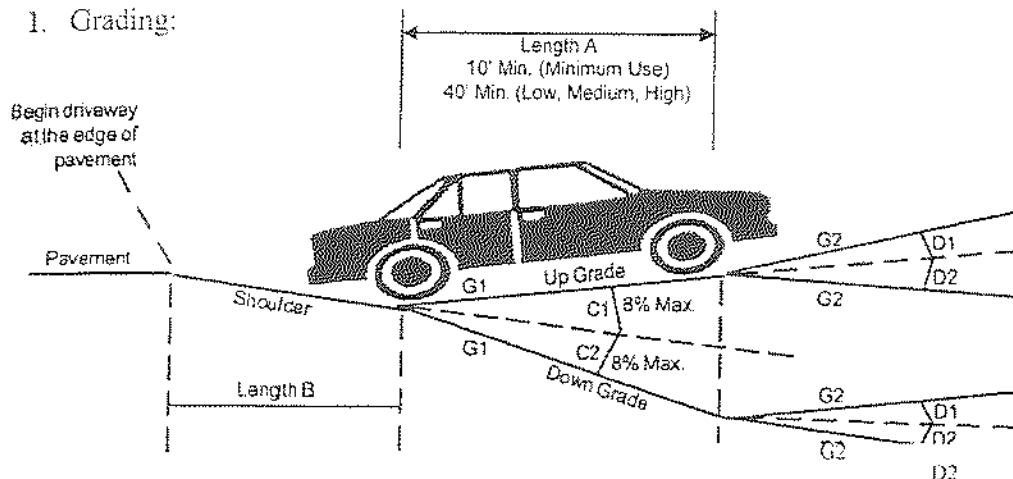 1. Grading:
Length A
10' Min. (Minimum Use)
40' Min. (Low, Medium, High)
Begin driveway
at the edge of
pavement
Pavement
Shoulder
G1
Up Grade
G2
D1
D2
G2
C1
8% Max.
G1
C2
8% Max.
Down Grade
Length B
G2
D1
D2
G2
D2